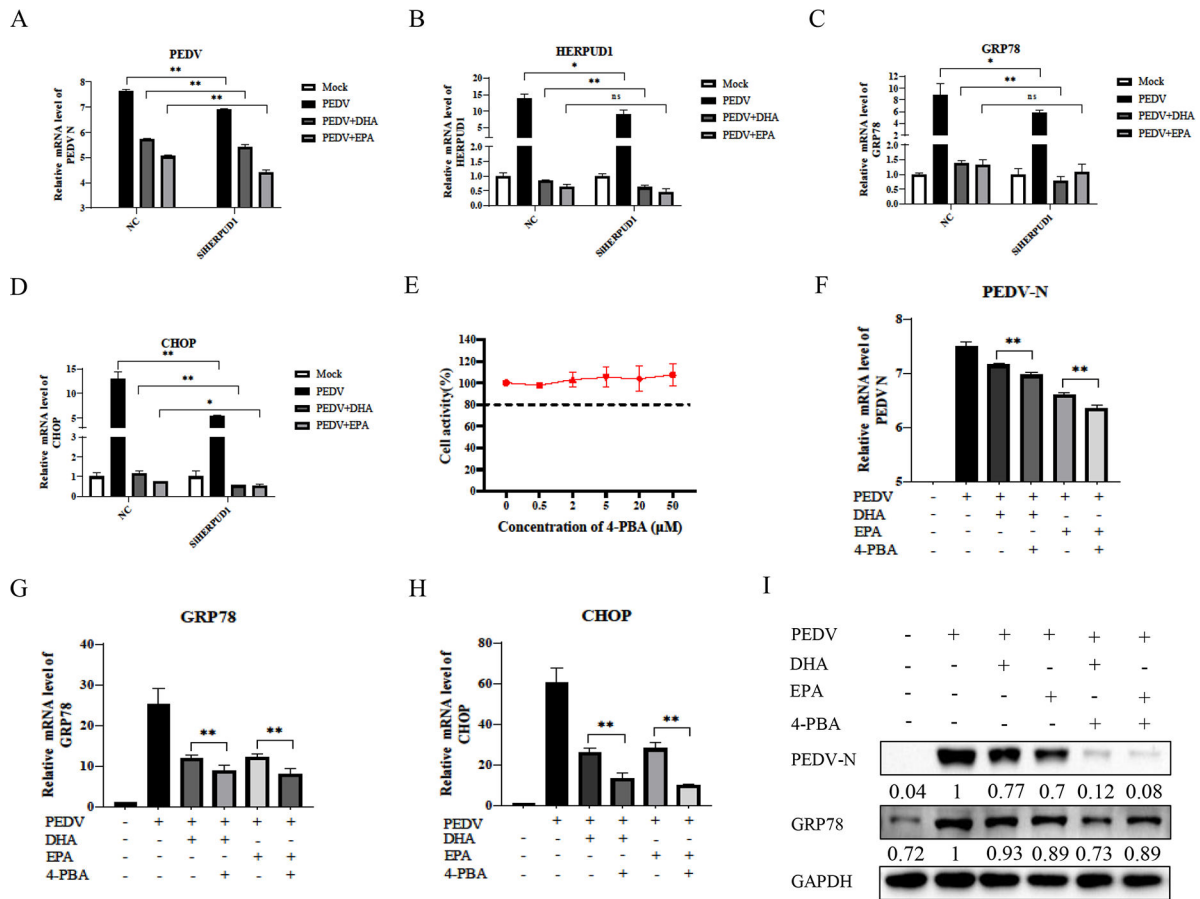 A
PEDV
Relative mRNA level of
PEDV N
8
7
6
5
4
3
**
**
**
NC
SiHERPUD1
Mock
PEDV
PEDV+DHA
PEDV+EPA
B
HERPUD1
Relative mRNA level of
HERPUD1
20
15
10
5
2.0
1.5
1.0
0.5
0.0
*
**
ns
NC
SiHERPUD1
Mock
PEDV
PEDV+DHA
PEDV+EPA
C
GRP78
Relative mRNA level of
GRP78
12
10
8
6
4
2
2.0
1.5
1.0
0.5
0.0
*
**
ns
NC
SiHERPUD1
Mock
PEDV
PEDV+DHA
PEDV+EPA
D
CHOP
Relative mRNA level of
CHOP
15
10
5
3
2
1
0
**
**
*
NC
SiHERPUD1
Mock
PEDV
PEDV+DHA
PEDV+EPA
E
Cell activity(%)
140
120
100
80
60
40
20
0
0 0.5 2 5 20 50
Concentration of 4-PBA (μM)
F
PEDV-N
Relative mRNA level of
PEDV N
8
7
6
5
** **
PEDV - + + + + +
DHA - - + + - -
EPA - - - - + +
4-PBA - - - + - +
G
GRP78
Relative mRNA level of
GRP78
40
30
20
10
0
** **
PEDV - + + + + +
DHA - - + + - -
EPA - - - - + +
4-PBA - - - + - +
H
CHOP
Relative mRNA level of
CHOP
80
60
40
20
0
** **
PEDV - + + + + +
DHA - - + + - -
EPA - - - - + +
4-PBA - - - + - +
I
PEDV - + + + + +
DHA - - + - + -
EPA - - - + - +
4-PBA - - - - + +
PEDV-N
0.04 1 0.77 0.7 0.12 0.08
GRP78
0.72 1 0.93 0.89 0.73 0.89
GAPDH